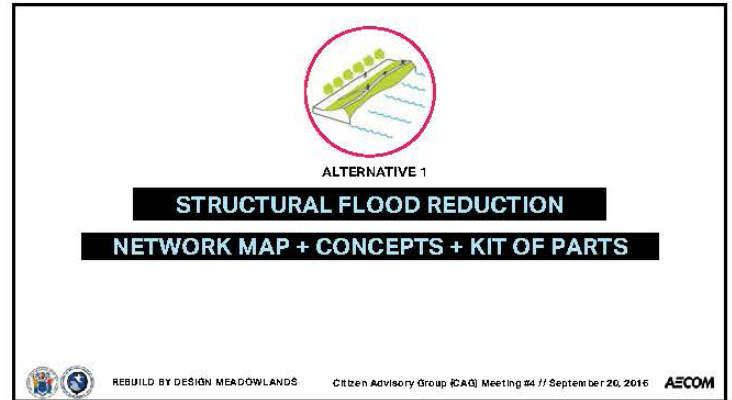 ALTERNATIVE 1
STRUCTURAL FLOOD REDUCTION
NETWORK MAP + CONCEPTS + KIT OF PARTS
REBUILD BY DESIGN MEADOWLANDS Citizen Advisory Group (CAG) Meeting #4 // September 20, 2016 AECOM